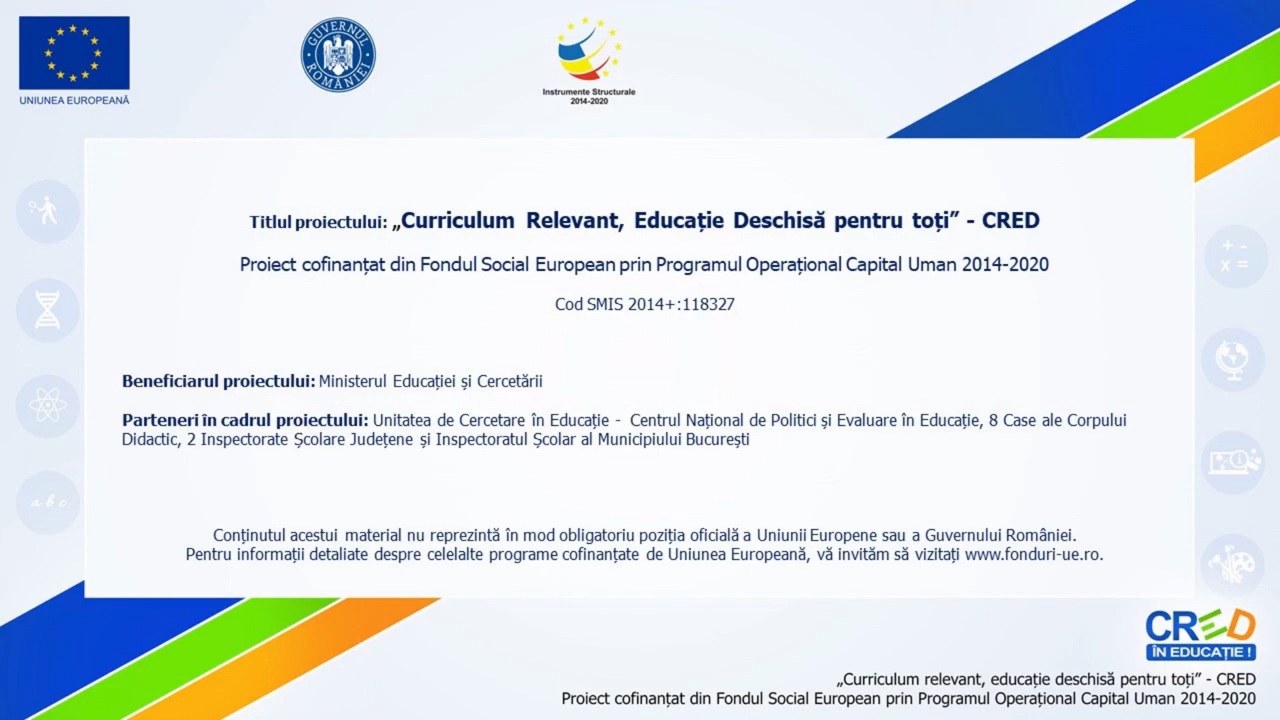 UNIUNEA EUROPEANĂ
GUVERNUL ROMÂNIEI
Instrumente Structurale
2014-2020
Titlul proiectului: „Curriculum Relevant, Educație Deschisă pentru toți” - CRED
Proiect cofinanțat din Fondul Social European prin Programul Operațional Capital Uman 2014-2020
Cod SMIS 2014+:118327
Beneficiarul proiectului: Ministerul Educației și Cercetării
Parteneri în cadrul proiectului: Unitatea de Cercetare în Educație - Centrul Național de Politici și Evaluare în Educație, 8 Case ale Corpului
Didactic, 2 Inspectorate Școlare Județene și Inspectoratul Școlar al Municipiului București
Conținutul acestui material nu reprezintă în mod obligatoriu poziția oficială a Uniunii Europene sau a Guvernului României.
Pentru informații detaliate despre celelalte programe cofinanțate de Uniunea Europeană, vă invităm să vizitați www.fonduri-ue.ro.
+ -
x =
a b c
CRED
ÎN EDUCAȚIE !
„Curriculum relevant, educație deschisă pentru toți” - CRED
Proiect cofinanțat din Fondul Social European prin Programul Operațional Capital Uman 2014-2020